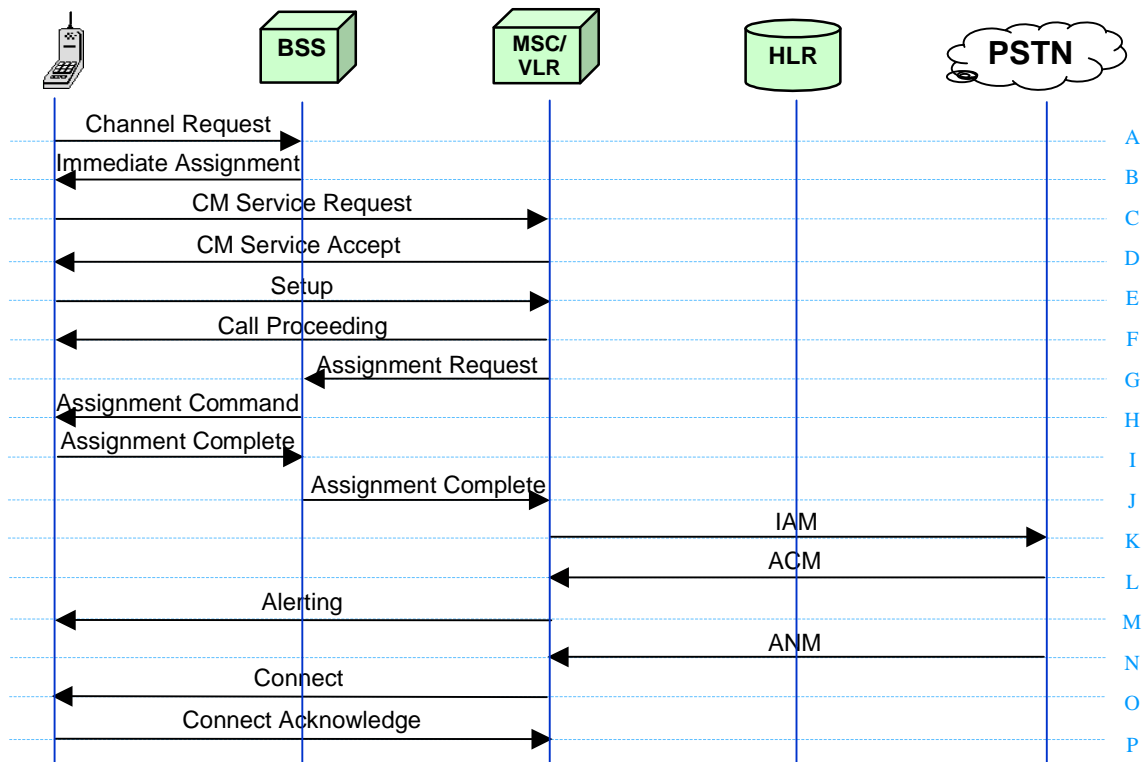 BSS
MSC/
VLR
HLR
PSTN
Channel Request
A
Immediate Assignment
B
CM Service Request
C
CM Service Accept
D
Setup
E
Call Proceeding
F
Assignment Request
G
Assignment Command
H
Assignment Complete
I
Assignment Complete
J
IAM
K
ACM
L
Alerting
M
ANM
N
Connect
O
Connect Acknowledge
P